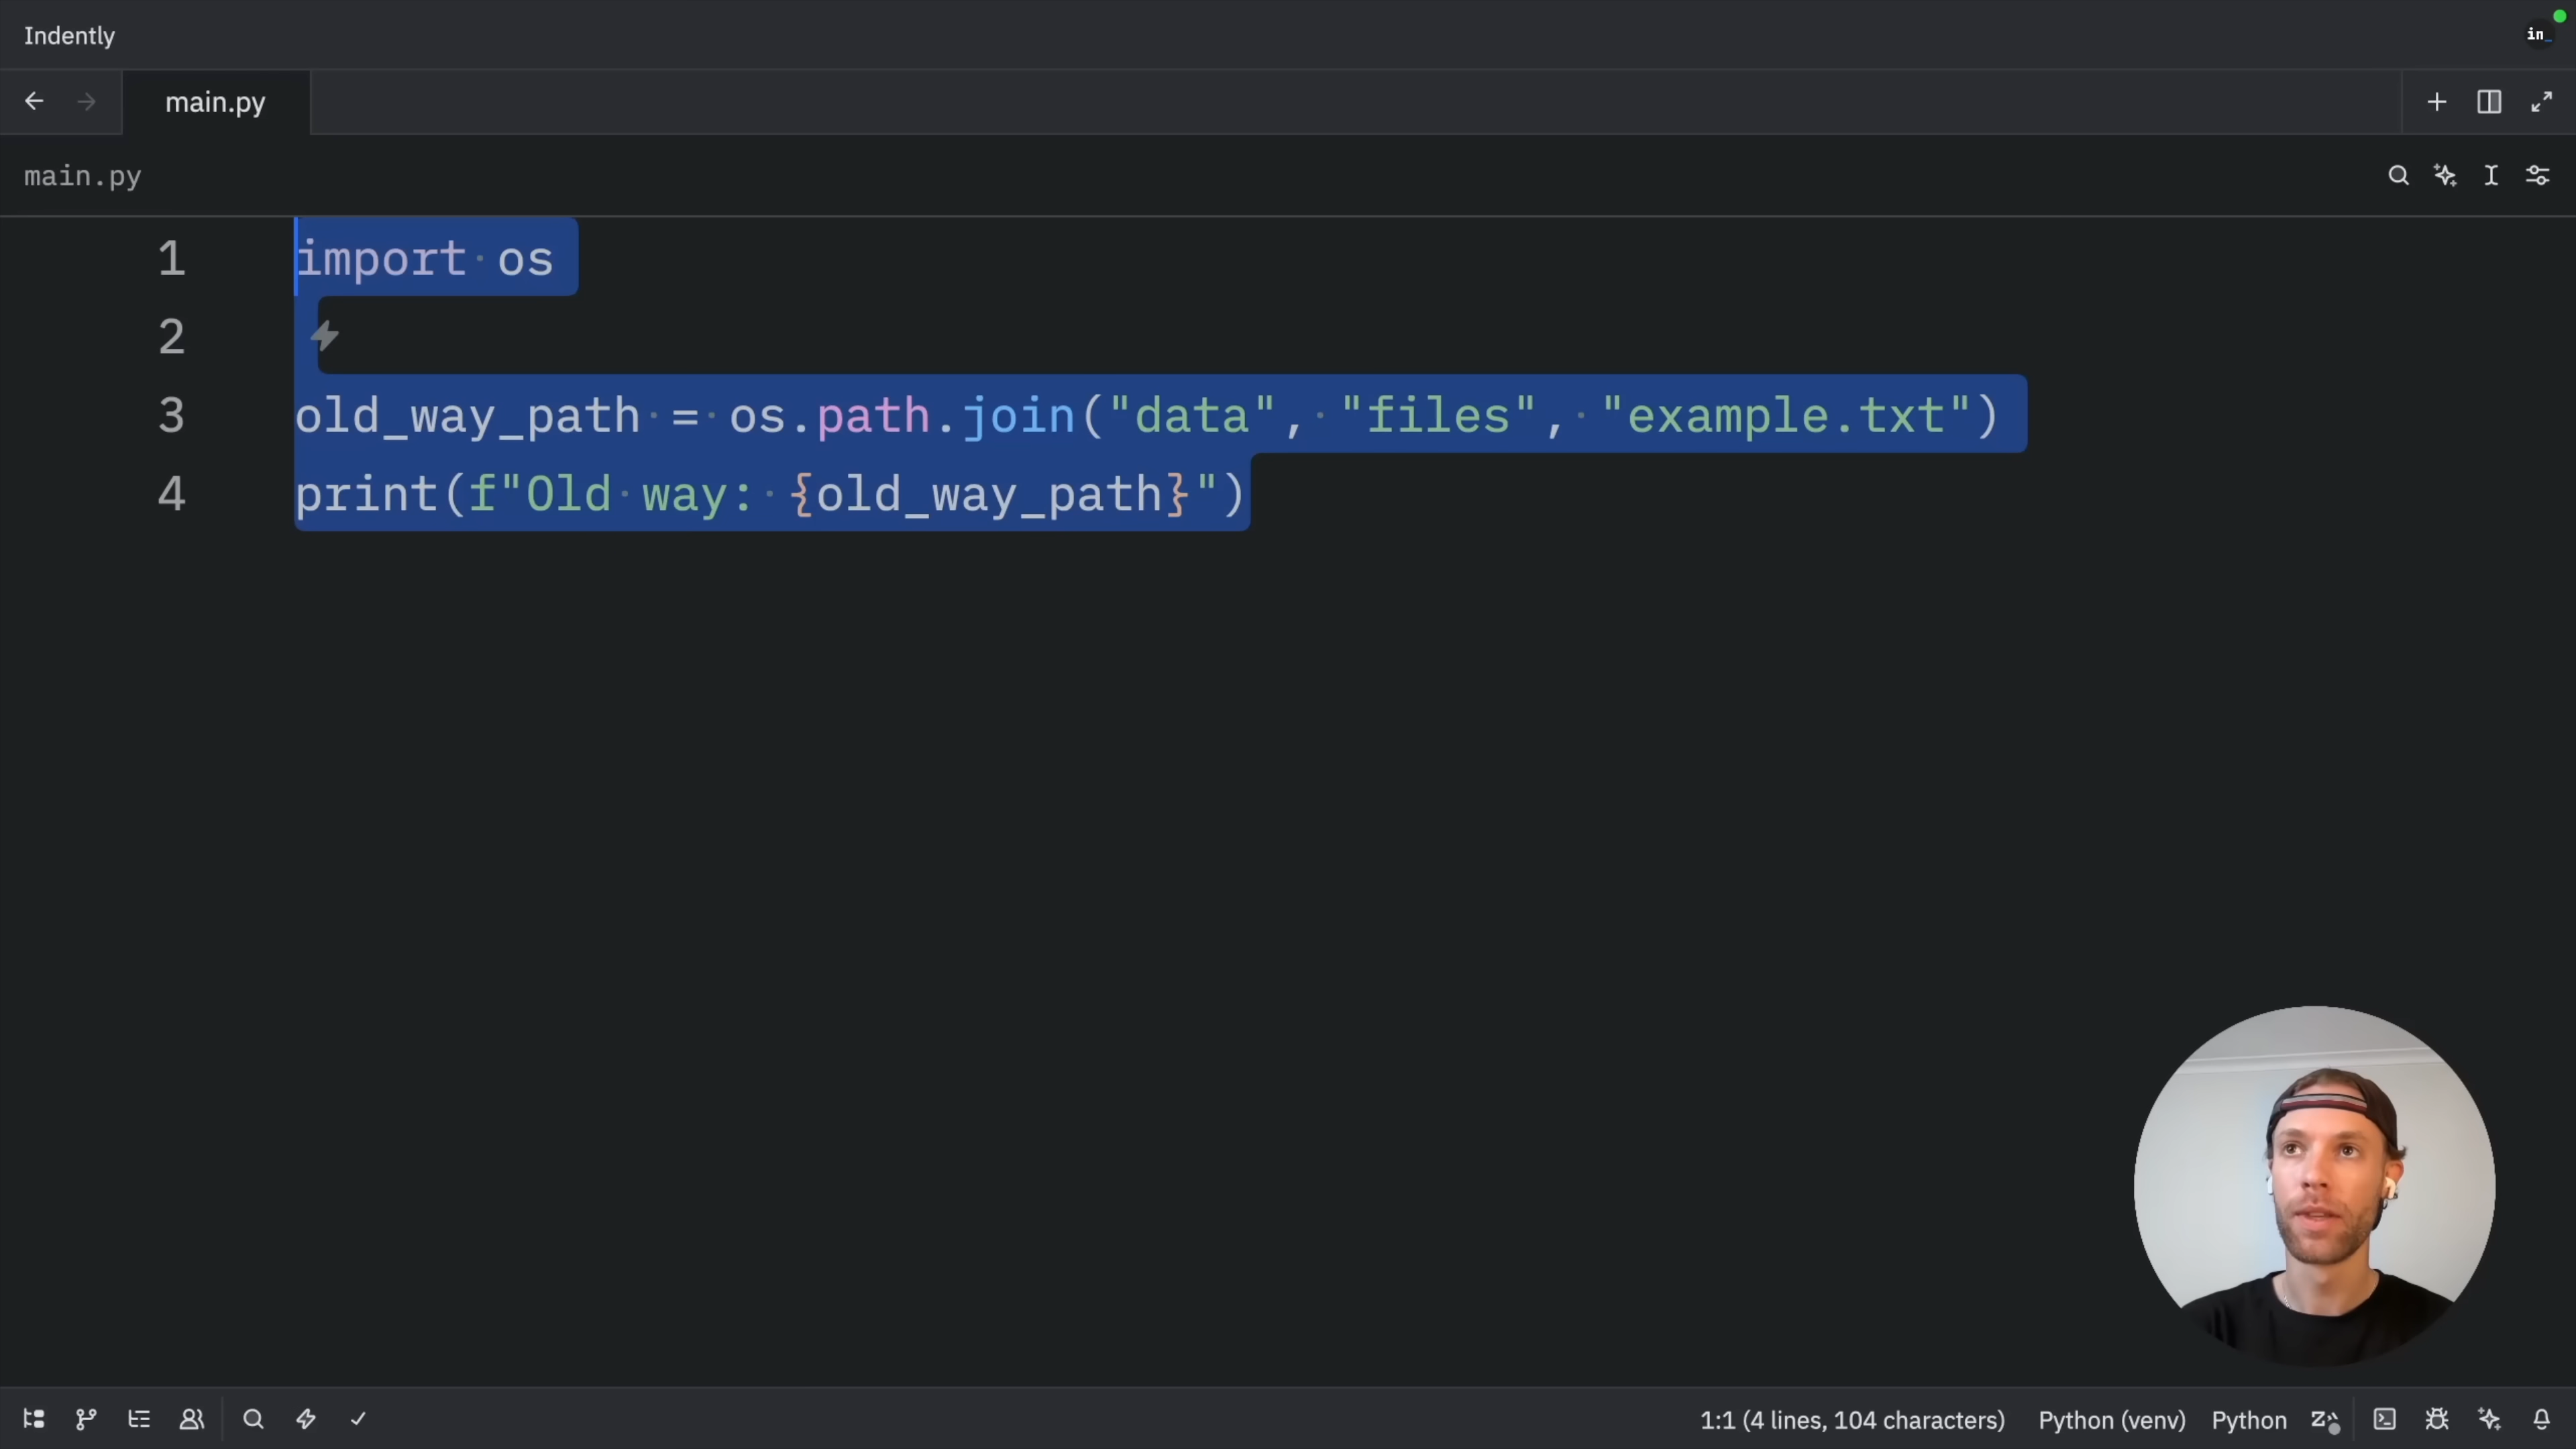 Indently
in_
main.py
main.py
1 import os
2
3 old_way_path = os.path.join("data", "files", "example.txt")
4 print(f"Old way: {old_way_path}")
1:1 (4 lines, 104 characters) Python (venv) Python